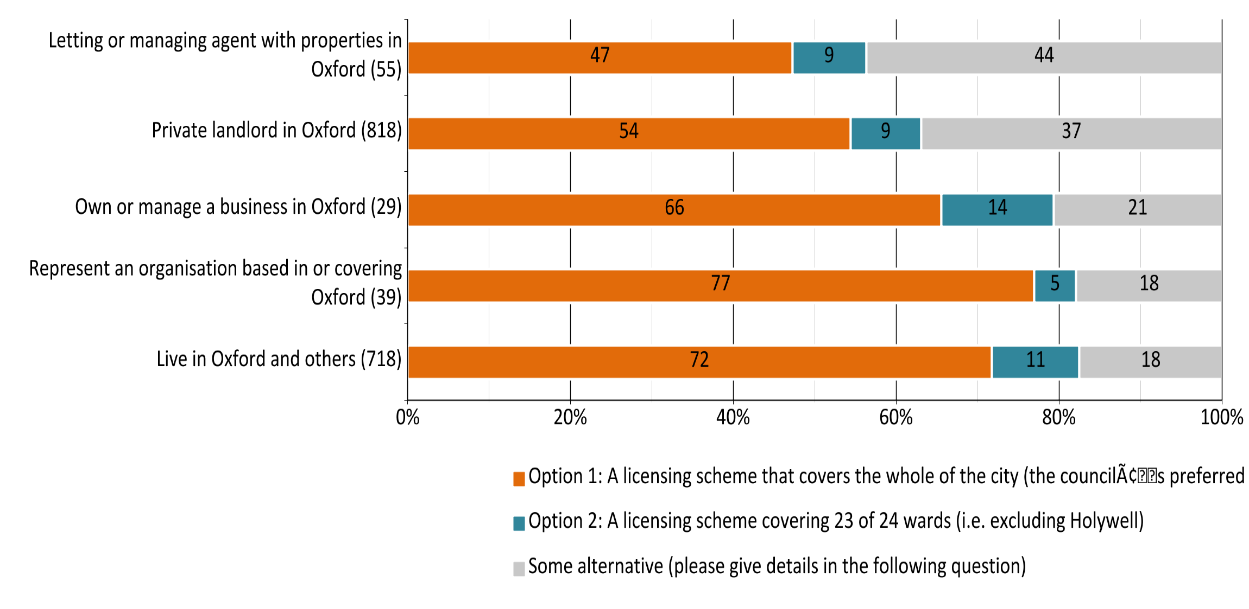 Letting or managing agent with properties in
Oxford (55)
47 9 44
Private landlord in Oxford (818)
54 9 37
Own or manage a business in Oxford (29)
66 14 21
Represent an organisation based in or covering
Oxford (39)
77 5 18
Live in Oxford and others (718)
72 11 18
0% 20% 40% 60% 80% 100%
Option 1: A licensing scheme that covers the whole of the city (the councilÃ¢��s preferred
Option 2: A licensing scheme covering 23 of 24 wards (i.e. excluding Holywell)
Some alternative (please give details in the following question)